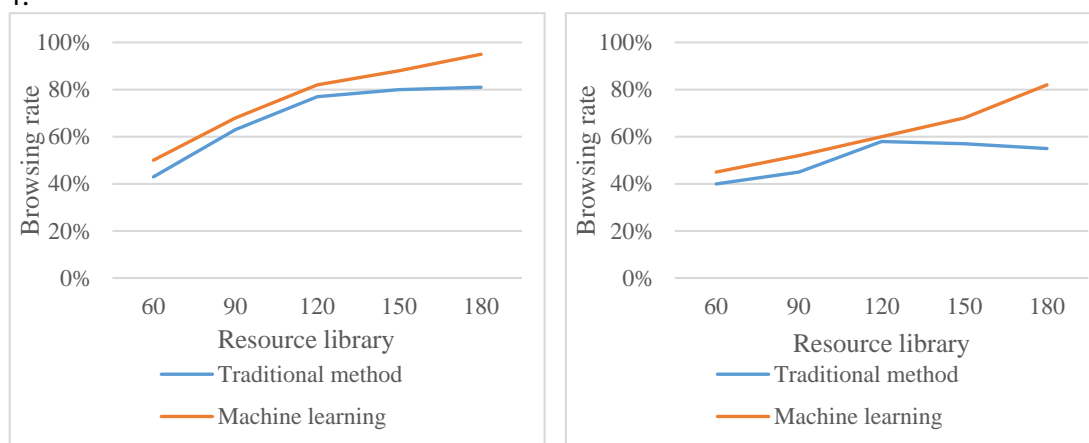 100%
80%
60%
40%
20%
0%
Browsing rate
60 90 120 150 180
Resource library
Traditional method
Machine learning
100%
80%
60%
40%
20%
0%
Browsing rate
60 90 120 150 180
Resource library
Traditional method
Machine learning